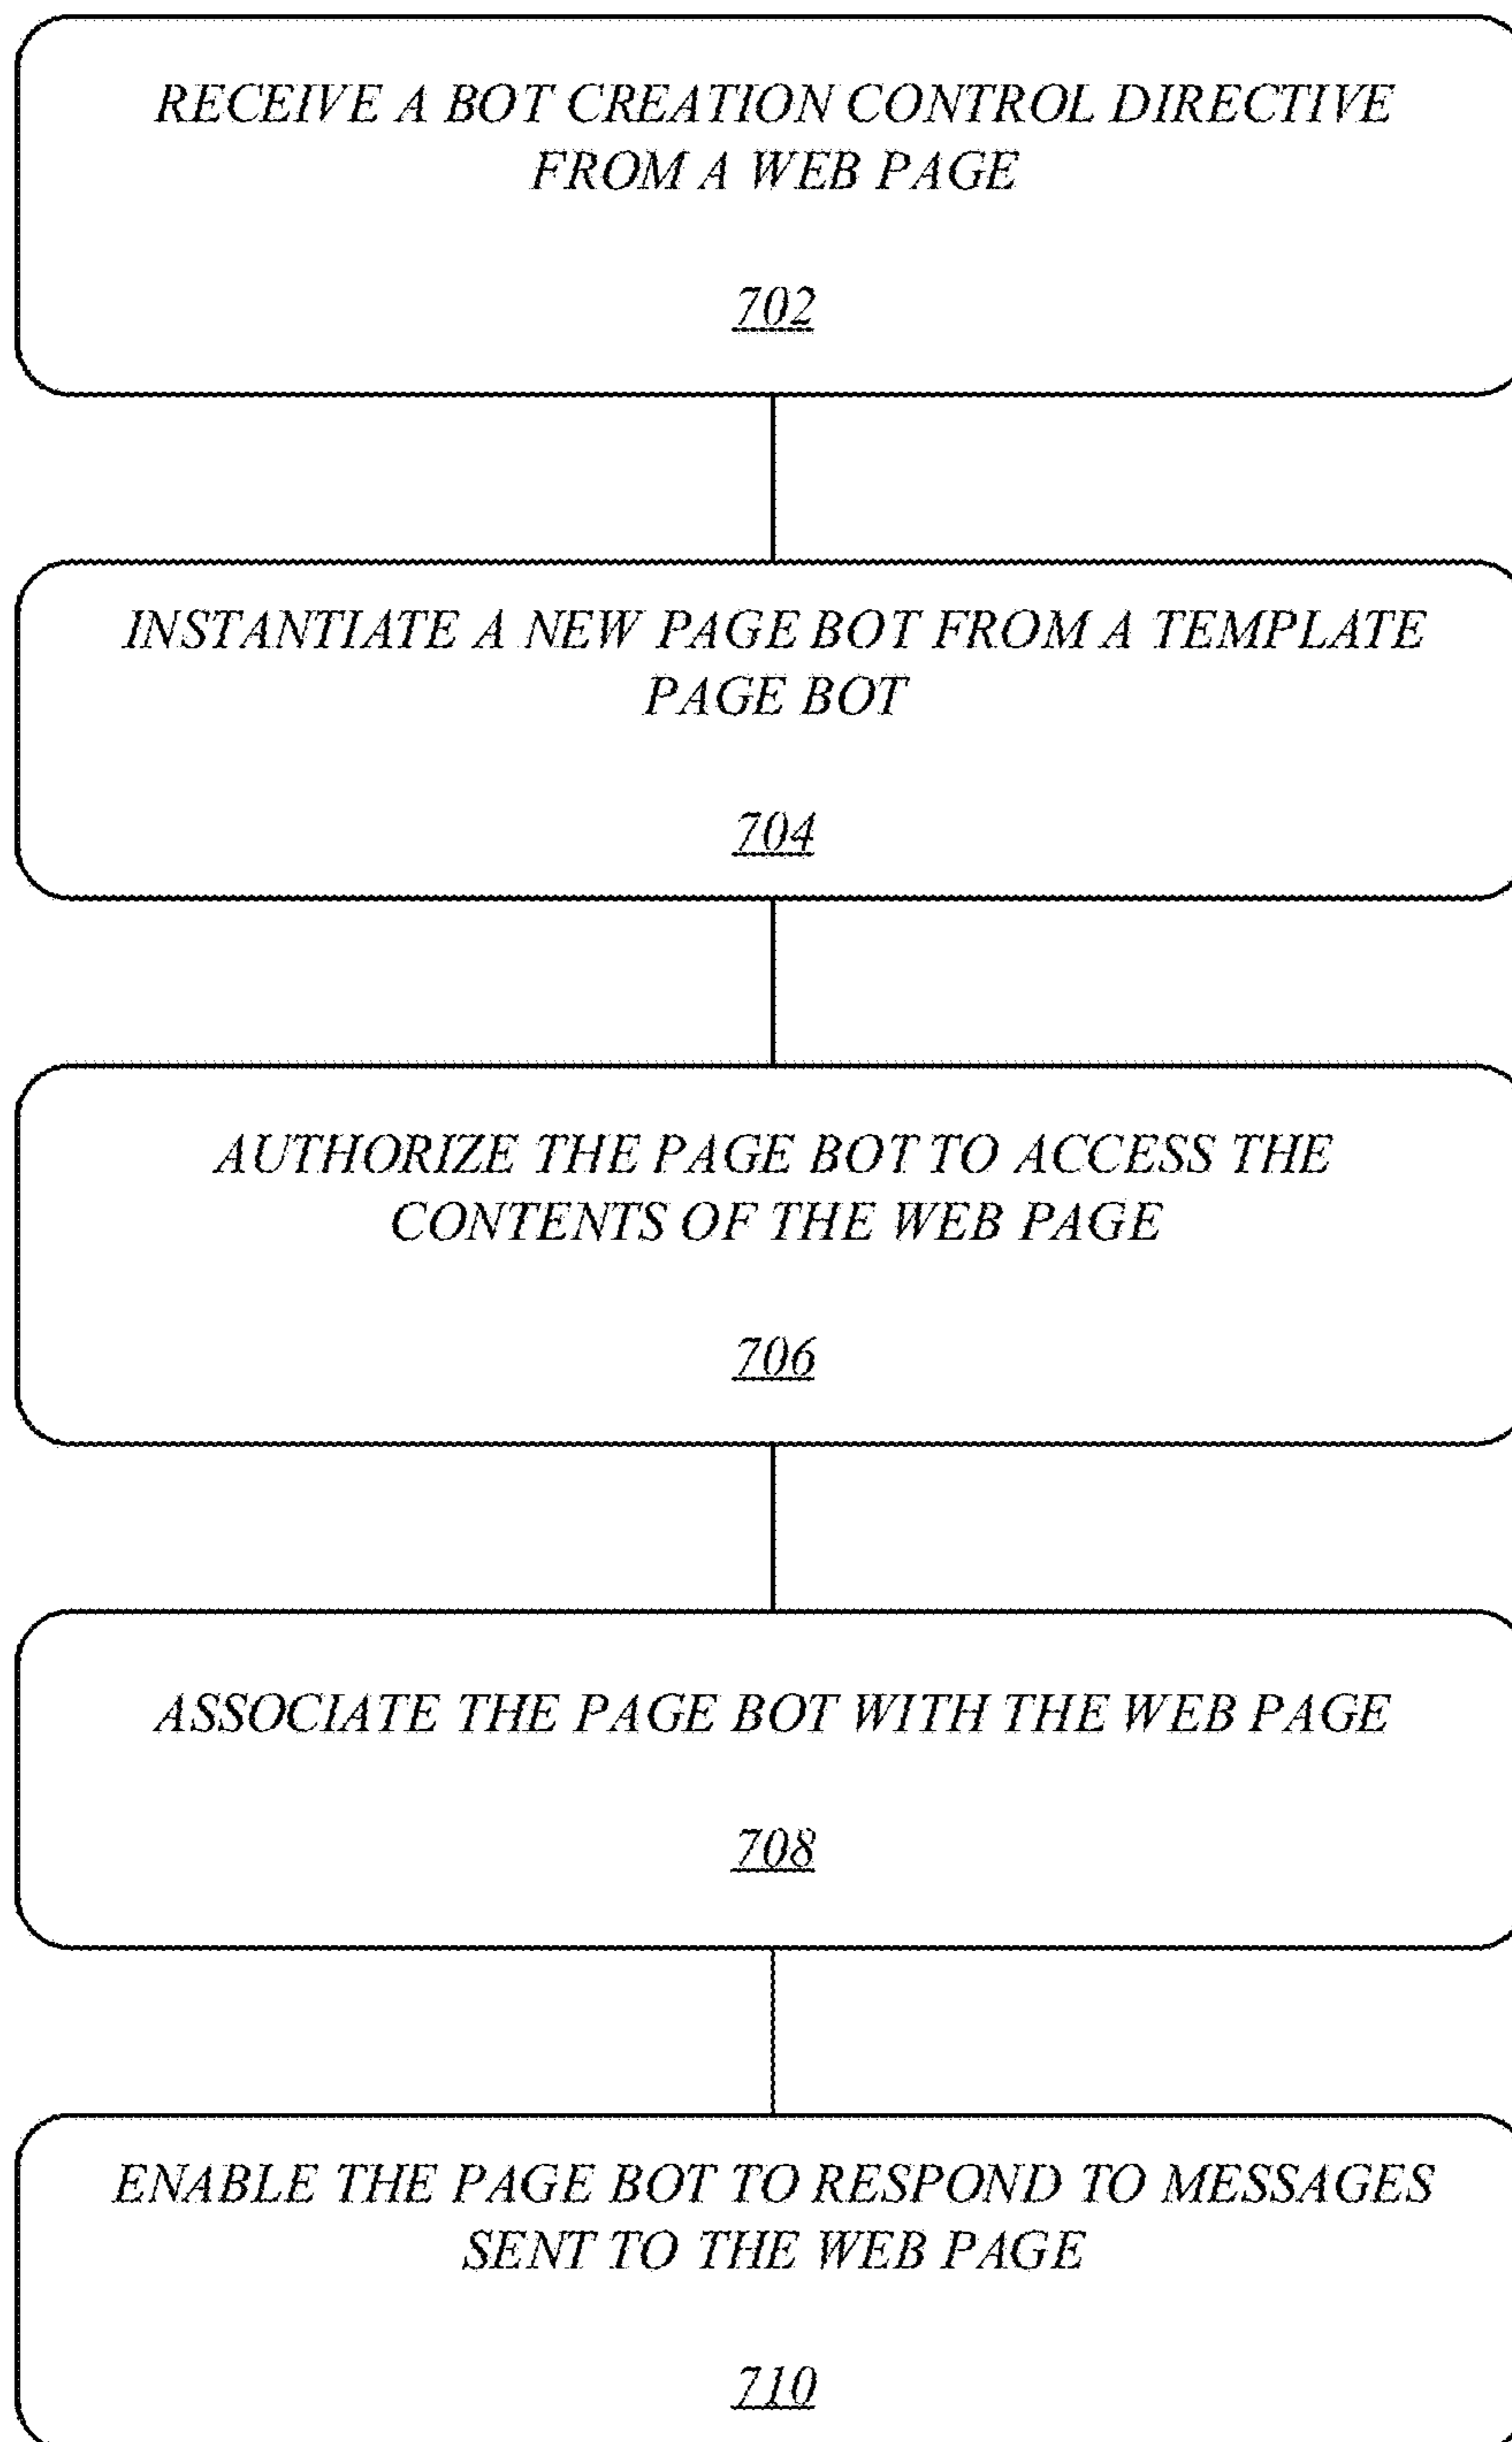 RECEIVE A BOT CREATION CONTROL DIRECTIVE
FROM A WEB PAGE
702
INSTANTIATE A NEW PAGE BOT FROM A TEMPLATE
PAGE BOT
704
AUTHORIZE THE PAGE BOT TO ACCESS THE
CONTENTS OF THE WEB PAGE
706
ASSOCIATE THE PAGE BOT WITH THE WEB PAGE
708
ENABLE THE PAGE BOT TO RESPOND TO MESSAGES
SENT TO THE WEB PAGE
710